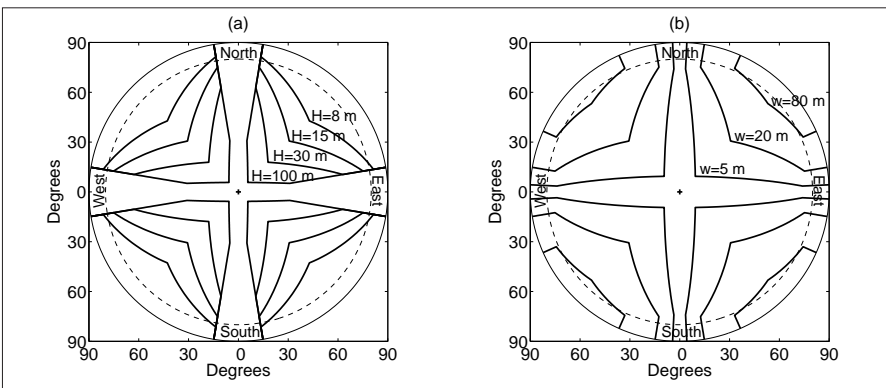 (a)
90
60
30
0
30
60
90
Degrees
90 60 30 0 30 60 90
Degrees
North
South
West
East
H=8 m
H=15 m
H=30 m
H=100 m
(b)
90
60
30
0
30
60
90
Degrees
90 60 30 0 30 60 90
Degrees
North
South
West
East
w=80 m
w=20 m
w=5 m